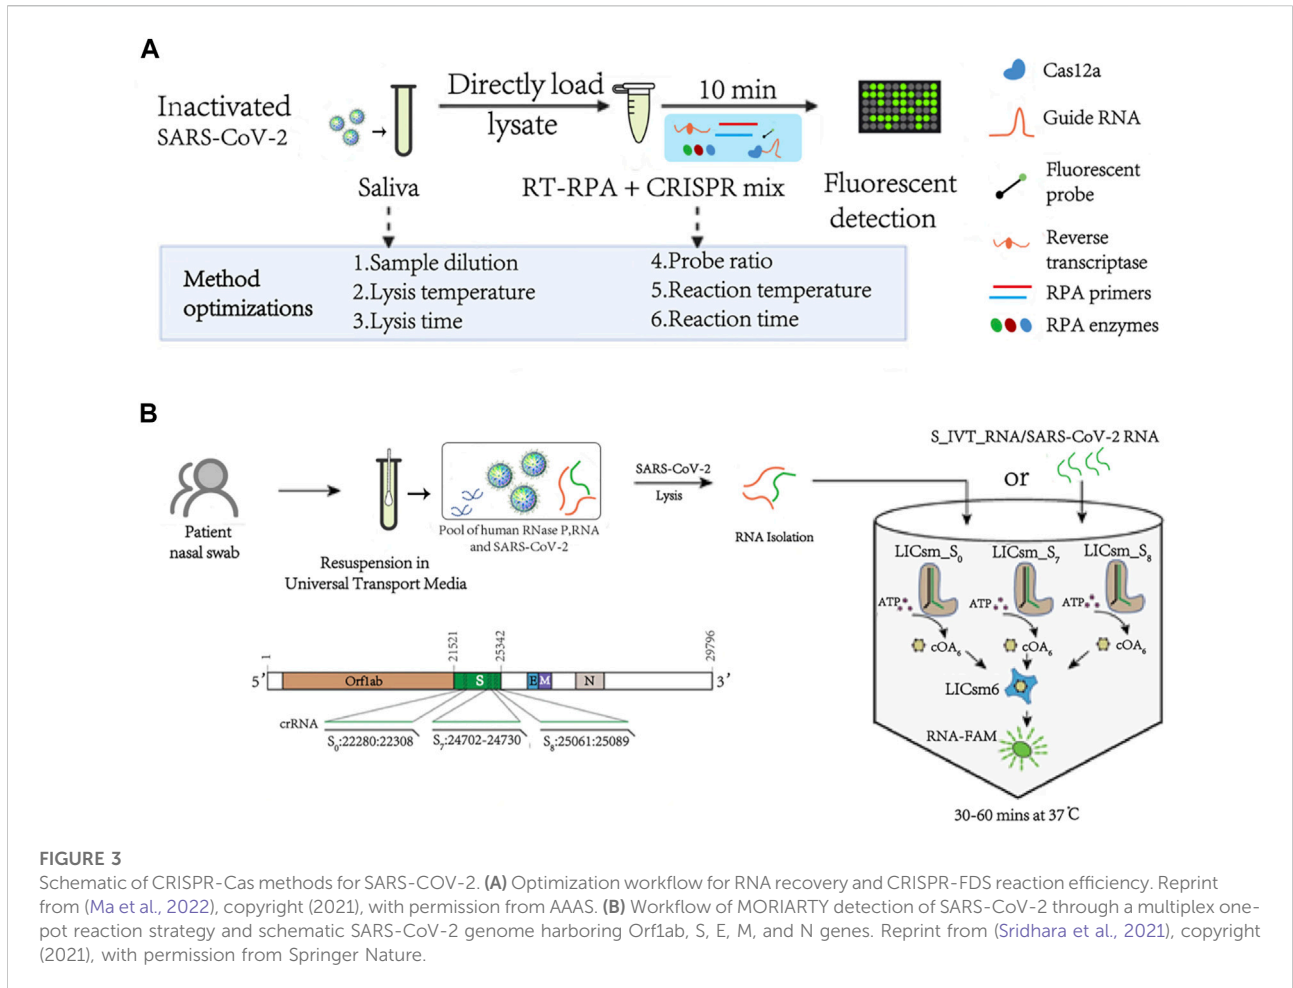 A
Inactivated
SARS-CoV-2
Saliva
Directly load
lysate
10 min
RT-RPA + CRISPR mix
Fluorescent
detection
Method
optimizations
1.Sample dilution
2.Lysis temperature
3.Lysis time
4.Probe ratio
5.Reaction temperature
6.Reaction time
Cas12a
Guide RNA
Fluorescent
probe
Reverse
transcriptase
RPA primers
RPA enzymes
B
Patient
nasal swab
Resuspension in
Universal Transport Media
Pool of human RNase P,RNA
and SARS-CoV-2
SARS-CoV-2
Lysis
RNA Isolation
S_IVT_RNA/SARS-CoV-2 RNA
or
LICsm_S0
LICsm_S7
LICsm_S8
ATP
ATP
ATP
cOA6
cOA6
cOA6
LICsm6
RNA-FAM
30-60 mins at 37℃
1
21521
25342
29796
5'
Orf1ab
S
E
M
N
3'
crRNA
S0:22280:22308
S7:24702-24730
S8:25061:25089
FIGURE 3
Schematic of CRISPR-Cas methods for SARS-COV-2. (A) Optimization workflow for RNA recovery and CRISPR-FDS reaction efficiency. Reprint
from (Ma et al., 2022), copyright (2021), with permission from AAAS. (B) Workflow of MORIARTY detection of SARS-CoV-2 through a multiplex one-
pot reaction strategy and schematic SARS-CoV-2 genome harboring Orf1ab, S, E, M, and N genes. Reprint from (Sridhara et al., 2021), copyright
(2021), with permission from Springer Nature.